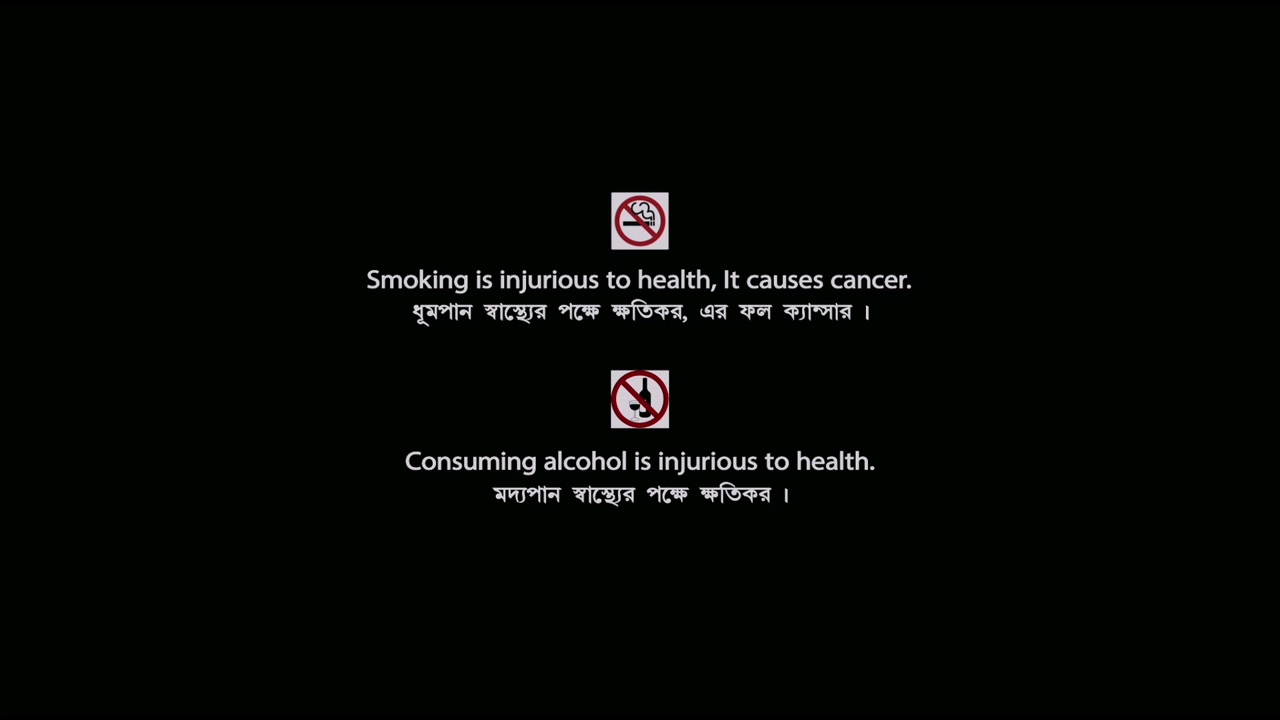 Smoking is injurious to health, It causes cancer.
ধূমপান স্বাস্থ্যের পক্ষে ক্ষতিকর, এর ফল ক্যান্সার ।
Consuming alcohol is injurious to health.
মদ্যপান স্বাস্থ্যের পক্ষে ক্ষতিকর ।